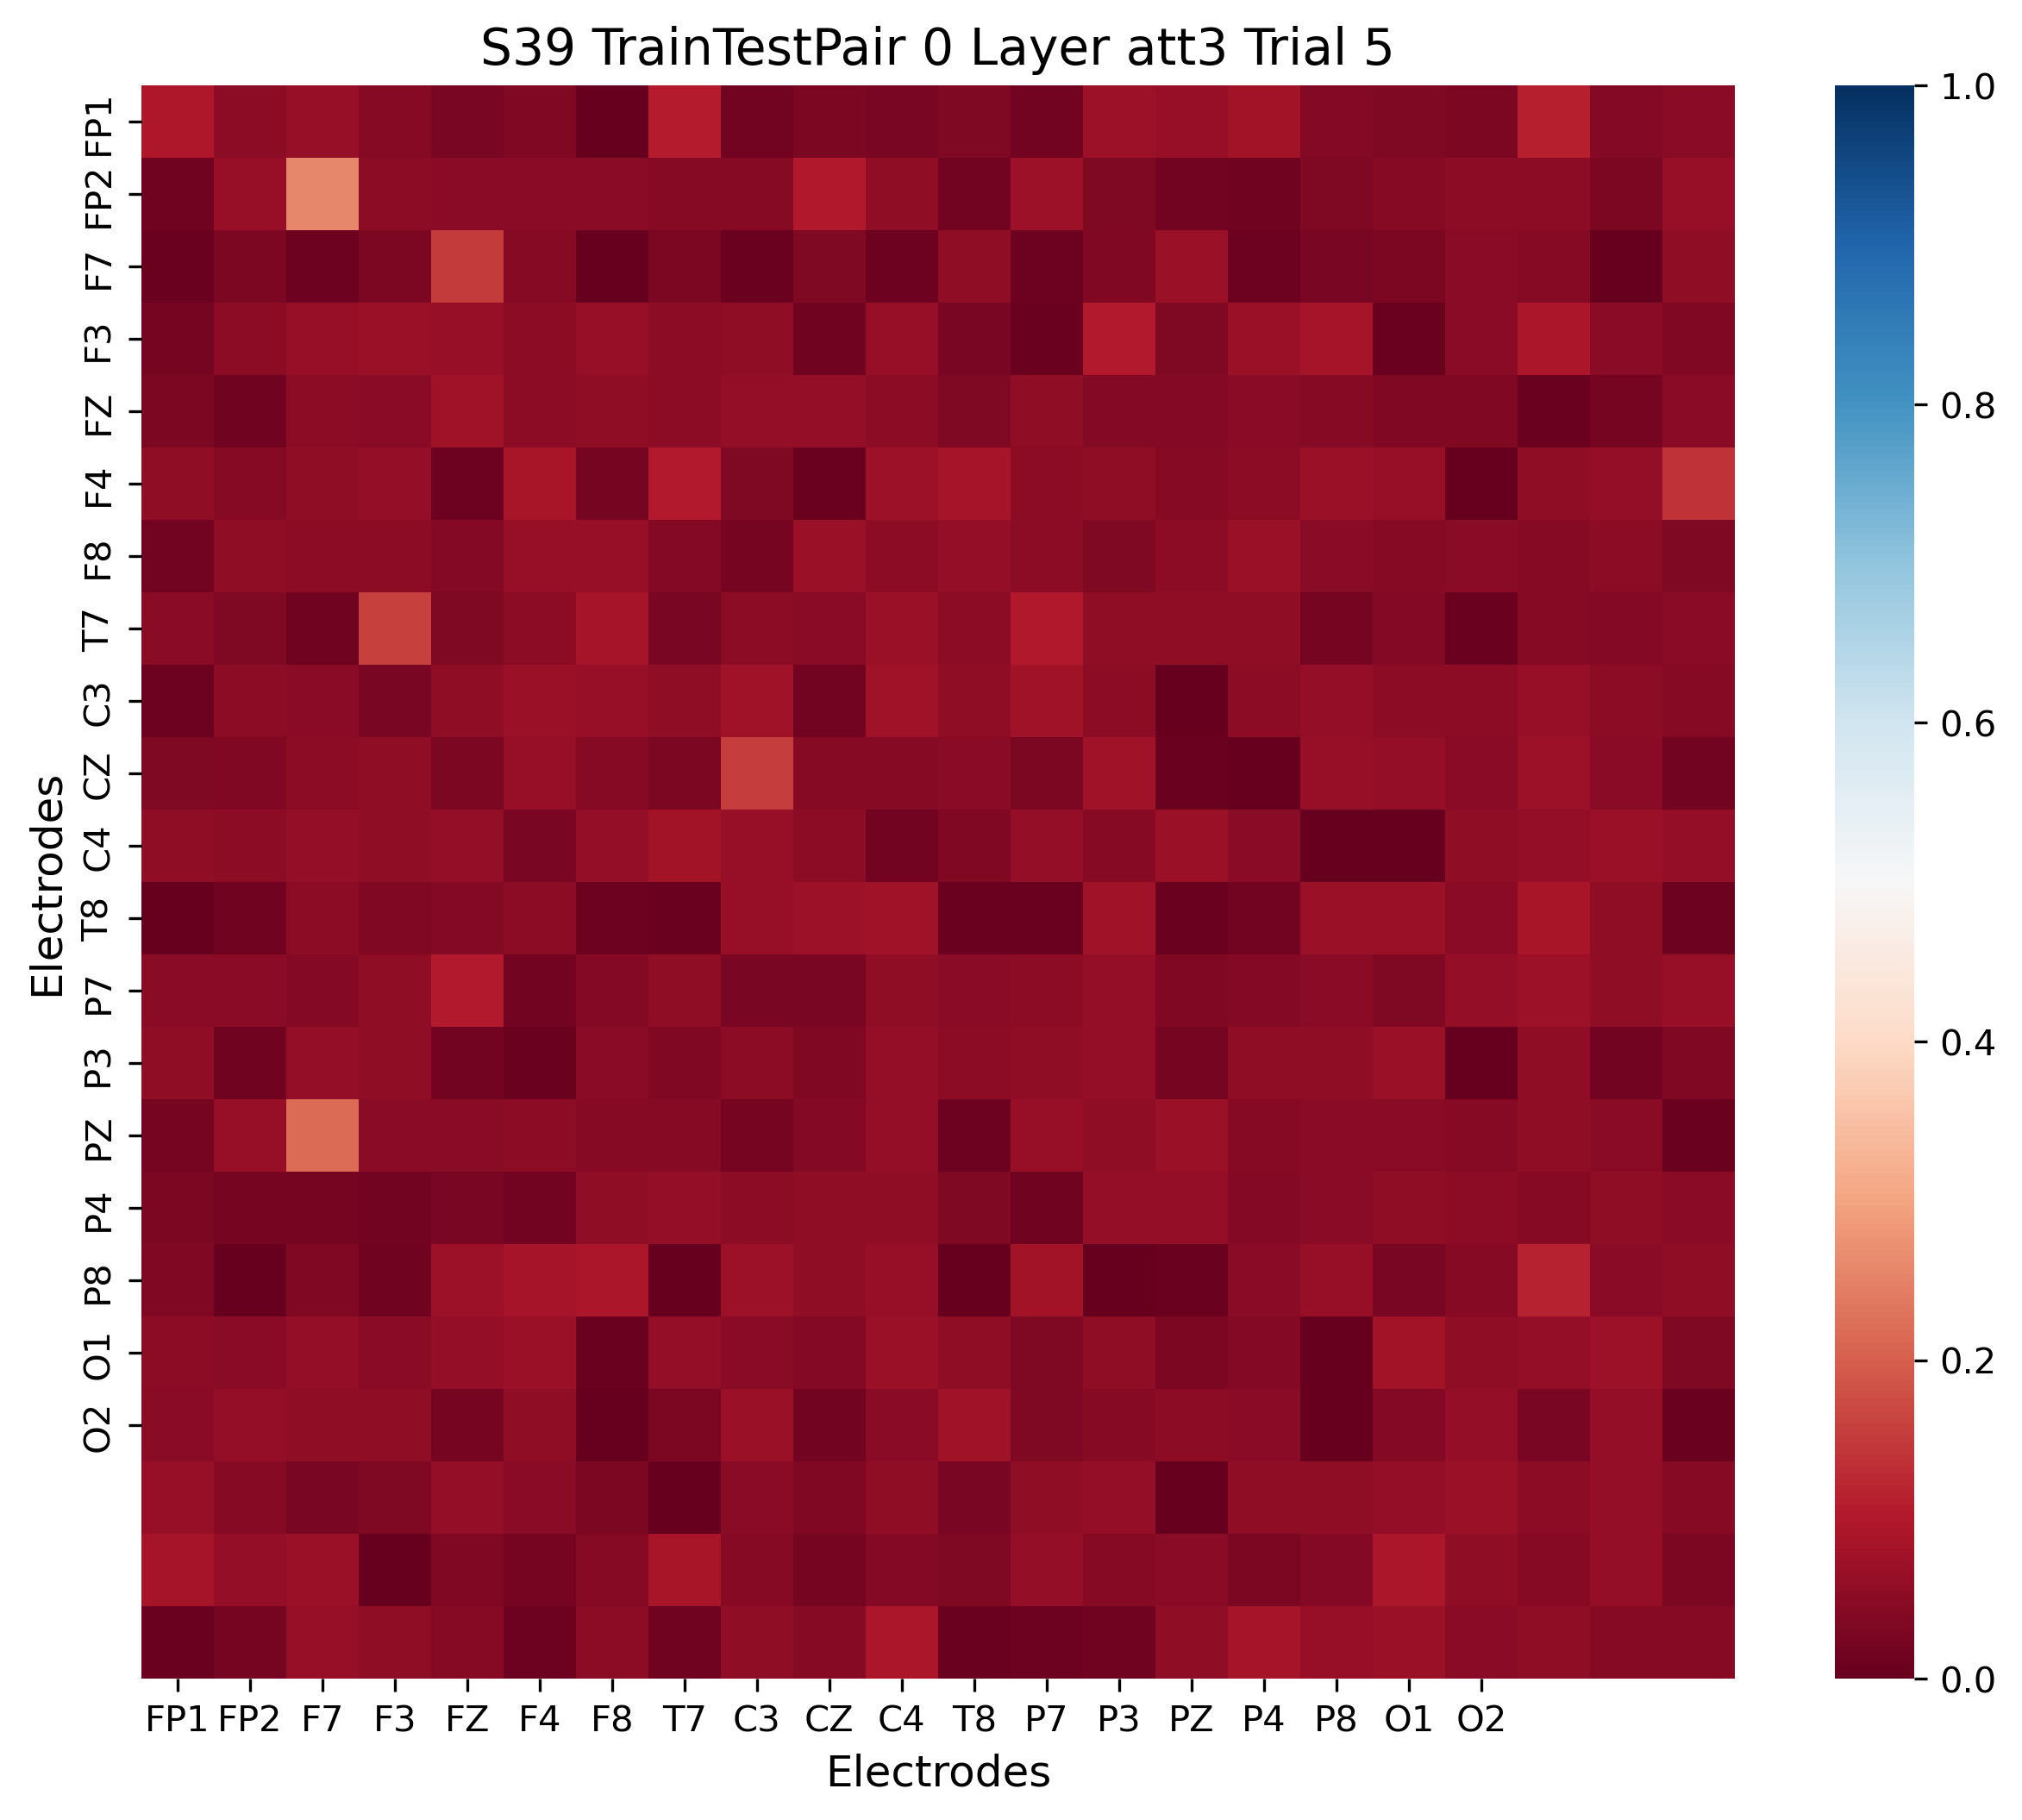 S39 TrainTestPair 0 Layer att3 Trial 5
Electrodes
FP1
FP2
F7
F3
FZ
F4
F8
T7
C3
CZ
C4
T8
P7
P3
PZ
P4
P8
O1
O2
FP1 FP2 F7 F3 FZ F4 F8 T7 C3 CZ C4 T8 P7 P3 PZ P4 P8 O1 O2
Electrodes
1.0
0.8
0.6
0.4
0.2
0.0